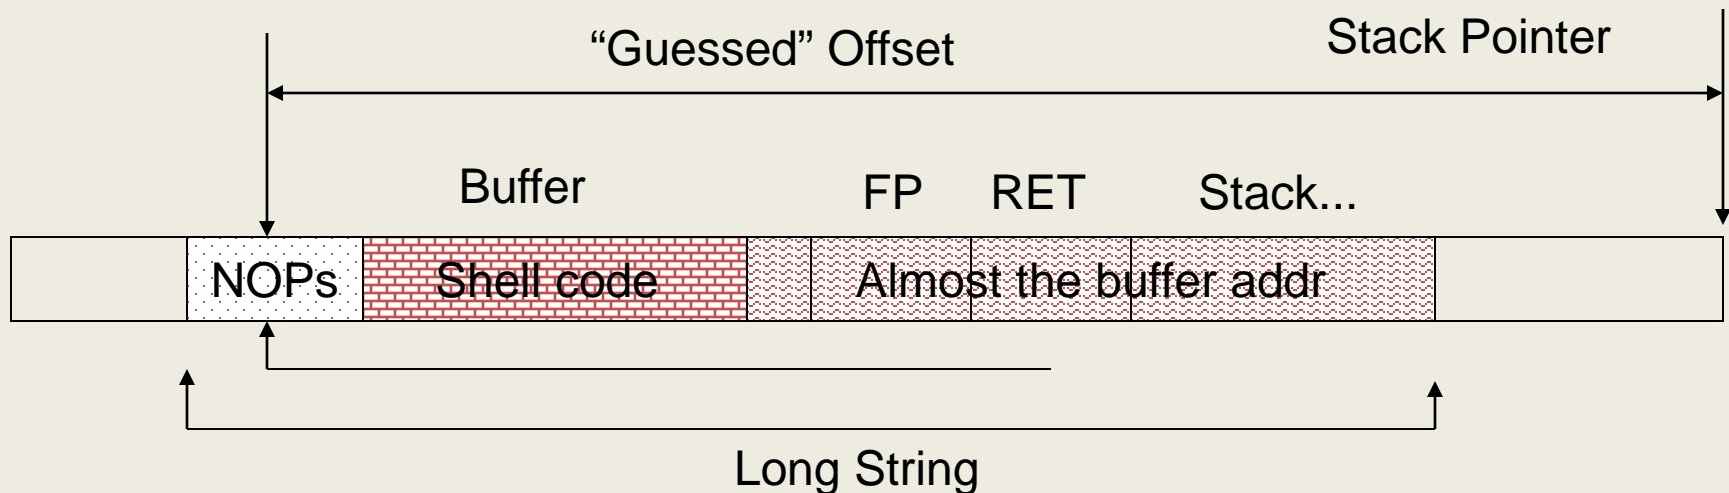 “Guessed” Offset
Stack Pointer
Buffer
FP
RET
Stack...
NOPs
Shell code
Almost the buffer addr
Long String